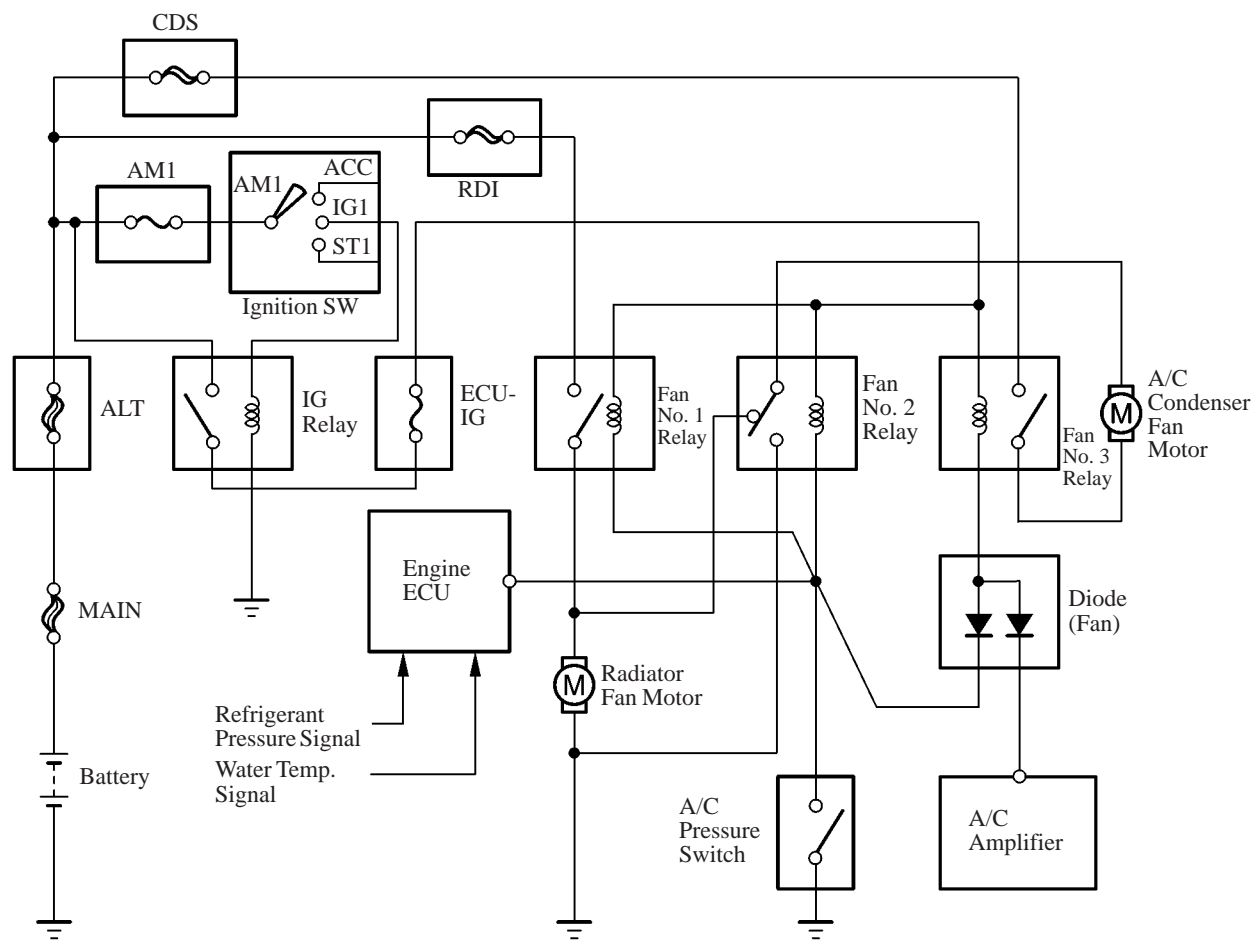 CDS
RDI
AM1
AM1
ACC
IG1
ST1
Ignition SW
ALT
IG
Relay
ECU-
IG
Fan
No. 1
Relay
Fan
No. 2
Relay
Fan
No. 3
Relay
A/C
Condenser
Fan
Motor
M
MAIN
Engine
ECU
Diode
(Fan)
M
Radiator
Fan Motor
Refrigerant
Pressure Signal
Water Temp.
Signal
Battery
A/C
Pressure
Switch
A/C
Amplifier